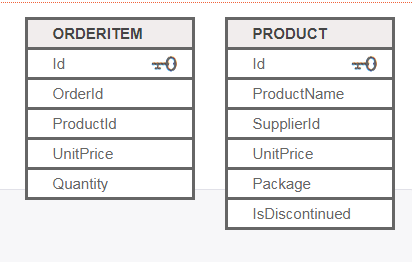 ORDERITEM
Id
OrderId
ProductId
UnitPrice
Quantity
PRODUCT
Id
ProductName
SupplierId
UnitPrice
Package
IsDiscontinued